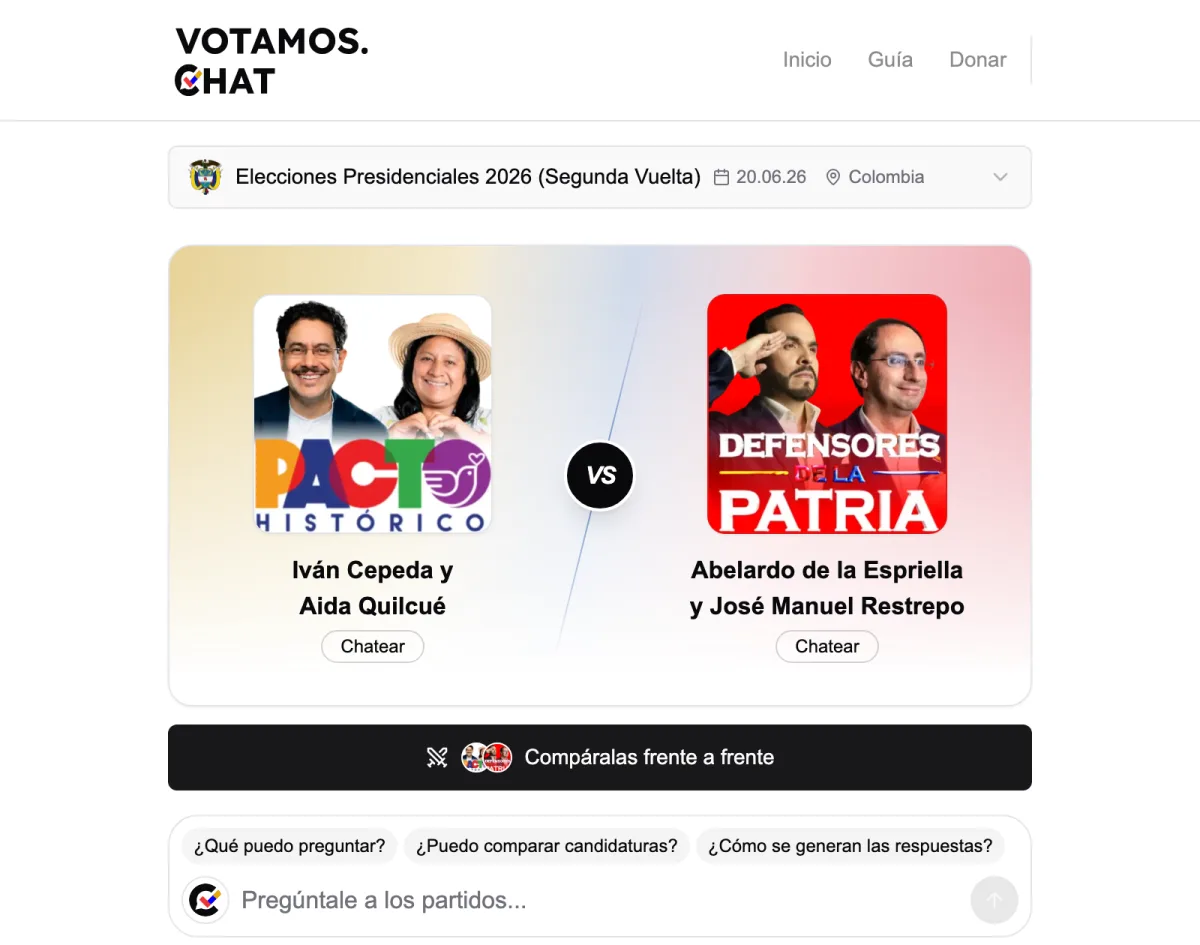 VOTAMOS.
CHAT
Inicio
Guía
Donar
Elecciones Presidenciales 2026 (Segunda Vuelta)
20.06.26
Colombia
PACTO
HISTÓRICO
DEFENSORES
DE LA
PATRIA
VS
Iván Cepeda y
Aida Quilcué
Chatear
Abelardo de la Espriella
y José Manuel Restrepo
Chatear
Compáralas frente a frente
¿Qué puedo preguntar?
¿Puedo comparar candidaturas?
¿Cómo se generan las respuestas?
Pregúntale a los partidos...